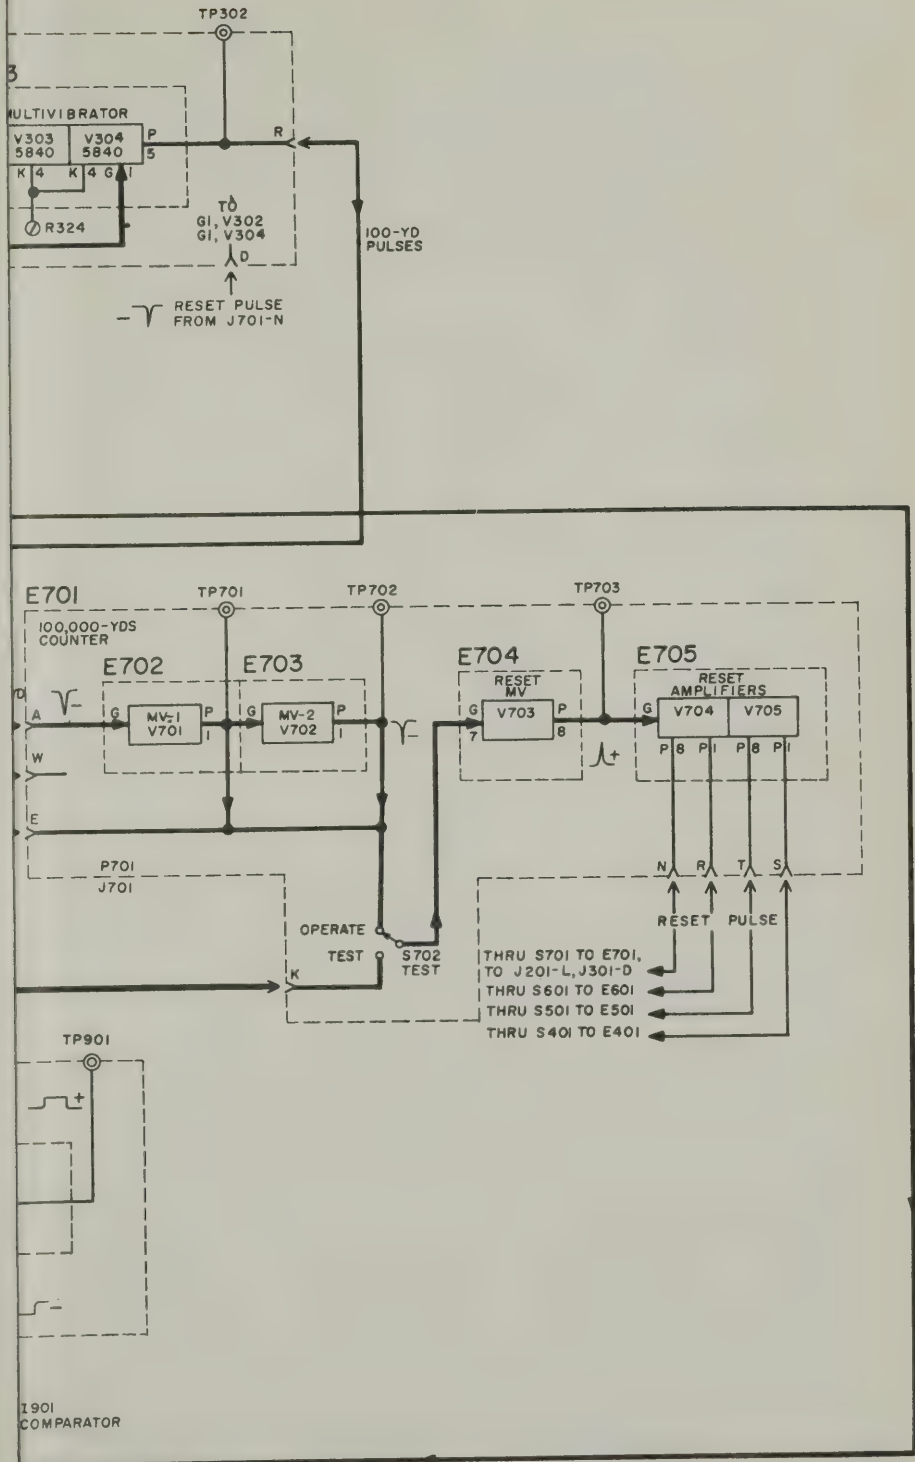 TP302
3
MULTIVIBRATOR
V303 V304 P
5840 5840 5
R
K 4 K 4 G 1
R324
TO
G1, V302
G1, V304
D
100-YD
PULSES
RESET PULSE
FROM J701-N
E701
TP701
TP702
TP703
100,000-YDS
COUNTER
E702
E703
E704
E705
RESET
MV
RESET
AMPLIFIERS
A
G
MV-1
V701
P
1
G
MV-2
V702
P
1
G
7
V703
P
8
G
V704
V705
P 8 P 1 P 8 P 1
W
E
P701
J701
N R T S
OPERATE
RESET PULSE
TEST
S702
TEST
K
THRU S701 TO E701,
TO J201-L, J301-D
THRU S601 TO E601
THRU S501 TO E501
THRU S401 TO E401
TP901
COMPARATOR